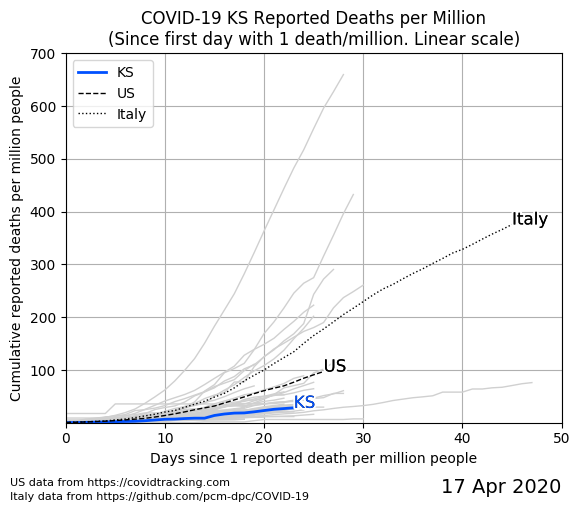 COVID-19 KS Reported Deaths per Million
(Since first day with 1 death/million. Linear scale)
KS
US
Italy
Cumulative reported deaths per million people
700
600
500
400
300
200
100
Italy
US
KS
0
10
20
30
40
50
Days since 1 reported death per million people
US data from https://covidtracking.com
Italy data from https://github.com/pcm-dpc/COVID-19
17 Apr 2020